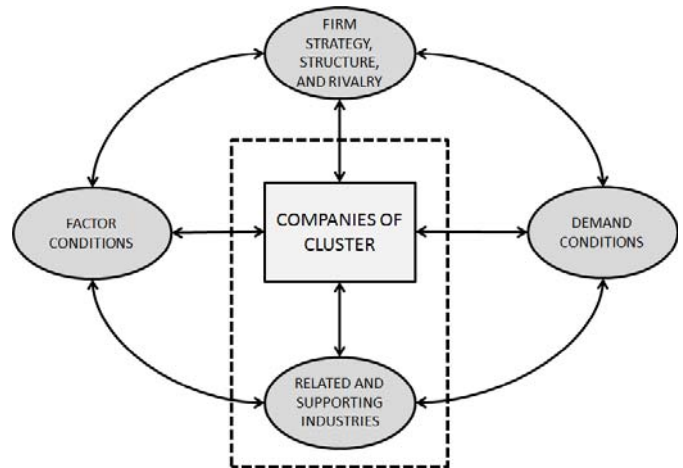 FIRM
STRATEGY,
STRUCTURE,
AND RIVALRY
FACTOR
CONDITIONS
COMPANIES OF
CLUSTER
DEMAND
CONDITIONS
RELATED AND
SUPPORTING
INDUSTRIES